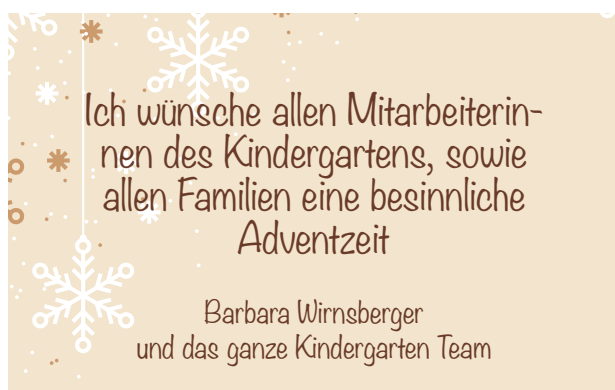 Ich wünsche allen Mitarbeiterin-
nen des Kindergartens, sowie
allen Familien eine besinnliche
Adventzeit
Barbara Wirnsberger
und das ganze Kindergarten Team